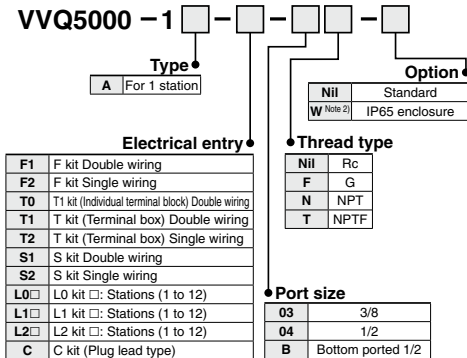 VVQ5000 – 1□ – □ – □□ – □
Type
A For 1 station
Option
Nil Standard
W Note 2) IP65 enclosure
Electrical entry
F1 F kit Double wiring
F2 F kit Single wiring
T0 T1 kit (Individual terminal block) Double wiring
T1 T kit (Terminal box) Double wiring
T2 T kit (Terminal box) Single wiring
S1 S kit Double wiring
S2 S kit Single wiring
L0□ L0 kit □: Stations (1 to 12)
L1□ L1 kit □: Stations (1 to 12)
L2□ L2 kit □: Stations (1 to 12)
C C kit (Plug lead type)
Thread type
Nil Rc
F G
N NPT
T NPTF
Port size
03 3/8
04 1/2
B Bottom ported 1/2